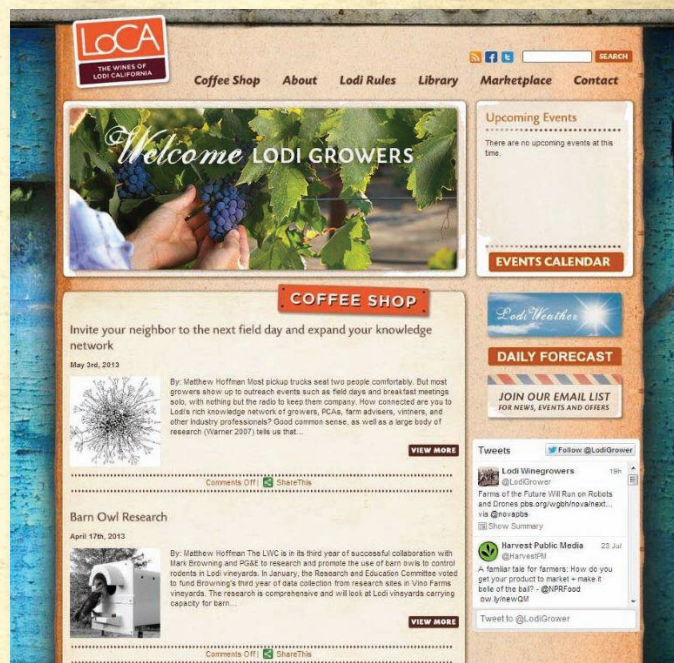 LoCA
THE WINES OF
LODI CALIFORNIA
SEARCH
Coffee Shop About Lodi Rules Library Marketplace Contact
Welcome LODI GROWERS
Upcoming Events
There are no upcoming events at this
time.
EVENTS CALENDAR
COFFEE SHOP
Invite your neighbor to the next field day and expand your knowledge
network
May 3rd, 2013
By: Matthew Hoffman Most pickup trucks seat two people comfortably. But most
growers show up to outreach events such as field days and breakfast meetings
solo, with nothing but the radio to keep them company. How connected are you to
Lodi's rich knowledge network of growers, PCAs, farm advisers, vintners, and
other industry professionals? Good common sense, as well as a large body of
research (Warner 2007) tells us that...
VIEW MORE
Comments Off | ShareThis
Barn Owl Research
April 17th, 2013
By: Matthew Hoffman The LWC is in its third year of successful collaboration with
Mark Browning and PG&E to research and promote the use of barn owls to control
rodents in Lodi vineyards. In January, the Research and Education Committee voted
to fund Browning's third year of data collection from research sites in Vino Farms
vineyards. The research is comprehensive and will look at Lodi vineyards carrying
capacity for barn...
VIEW MORE
Comments Off | ShareThis
Lodi Weather
DAILY FORECAST
JOIN OUR EMAIL LIST
FOR NEWS, EVENTS AND OFFERS
Tweets Follow @LodiGrower
Lodi Winegrowers 19h
@LodiGrower
Farms of the Future Will Run on Robots
and Drones pbs.org/wgbh/nova/next...
via @novapbs
Show Summary
Harvest Public Media 23 Jul
@HarvestPM
A familiar tale for farmers: How do you
get your product to market + make it
belle of the ball? - @NPRFood
ow.ly/newQM
Tweet to @LodiGrower